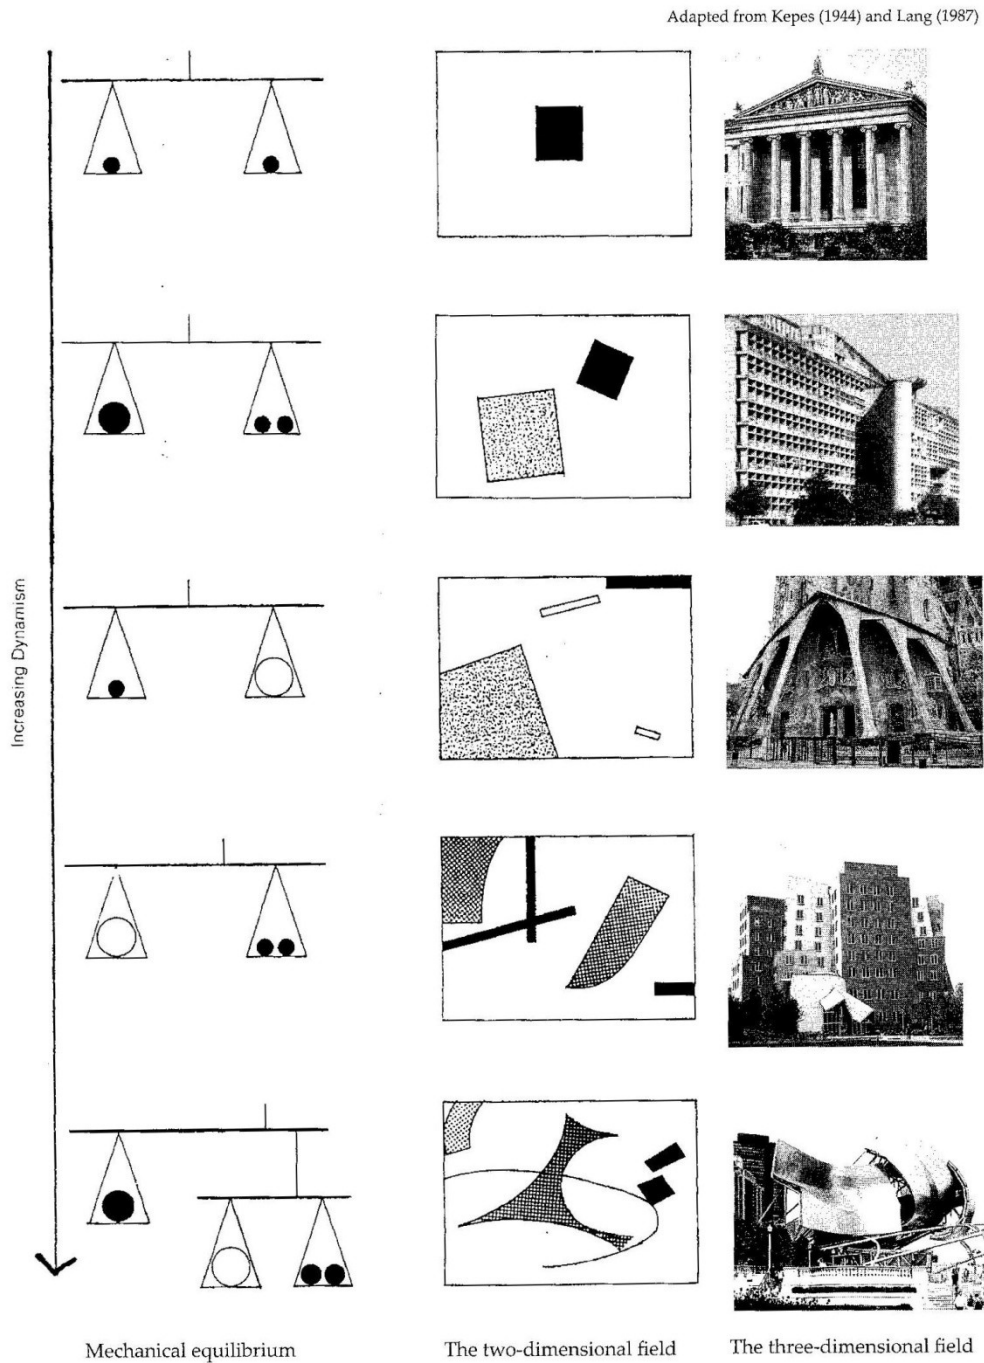 Adapted from Kepes (1944) and Lang (1987)
Increasing Dynamism
Mechanical equilibrium
The two-dimensional field
The three-dimensional field